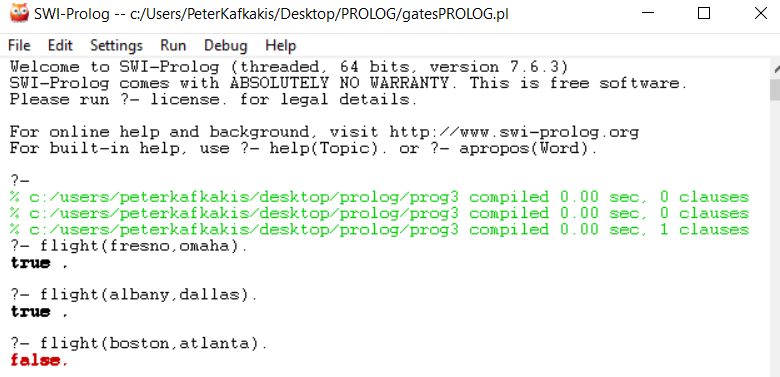 SWI-Prolog -- c:/Users/PeterKafkakis/Desktop/PROLOG/gatesPROLOG.pl
File Edit Settings Run Debug Help
Welcome to SWI-Prolog (threaded, 64 bits, version 7.6.3)
SWI-Prolog comes with ABSOLUTELY NO WARRANTY. This is free software.
Please run ?- license. for legal details.
For online help and background, visit http://www.swi-prolog.org
For built-in help, use ?- help(Topic). or ?- apropos(Word).
?-
% c:/users/peterkafkakis/desktop/prolog/prog3 compiled 0.00 sec, 0 clauses
% c:/users/peterkafkakis/desktop/prolog/prog3 compiled 0.00 sec, 0 clauses
% c:/users/peterkafkakis/desktop/prolog/prog3 compiled 0.00 sec, 1 clauses
?- flight(fresno,omaha).
true .
?- flight(albany,dallas).
true .
?- flight(boston,atlanta).
false.